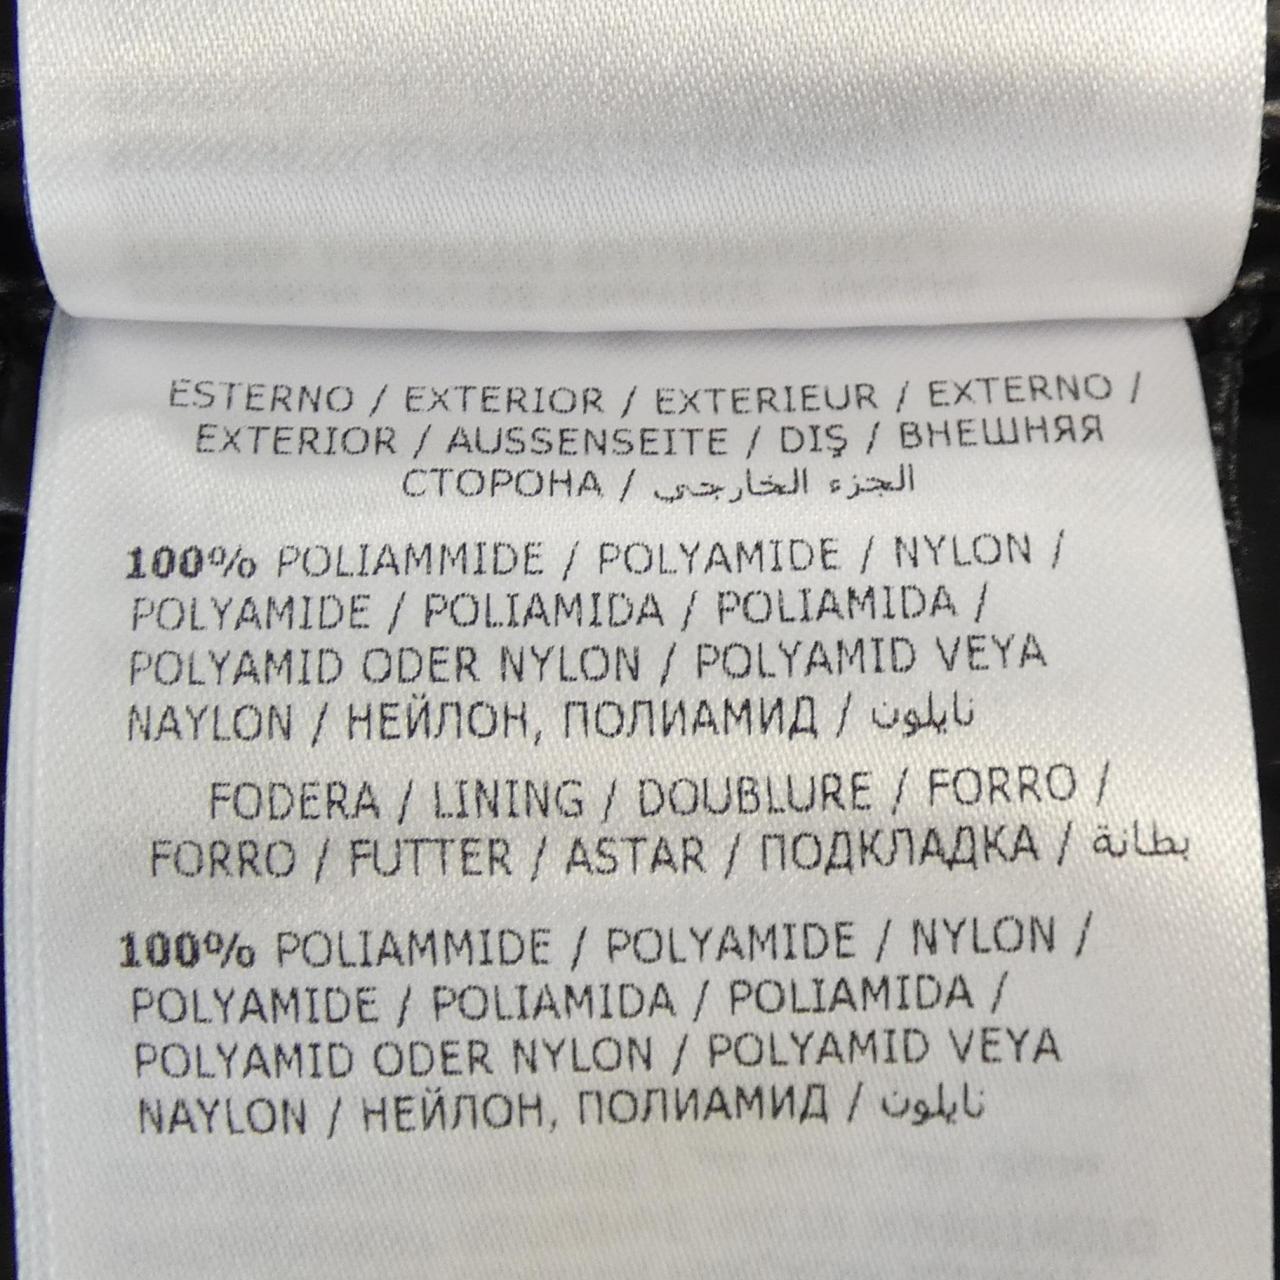 ESTERNO / EXTERIOR / EXTERIEUR / EXTERNO /
EXTERIOR / AUSSENSEITE / DIŞ / ВНЕШНЯЯ
СТОРОНА / الجزء الخارجي
100% POLIAMMIDE / POLYAMIDE / NYLON /
POLYAMIDE / POLIAMIDA / POLIAMIDA /
POLYAMID ODER NYLON / POLYAMID VEYA
NAYLON / НЕЙЛОН, ПОЛИАМИД / نايلون
FODERA / LINING / DOUBLURE / FORRO /
FORRO / FUTTER / ASTAR / ПОДКЛАДКА / بطانة
100% POLIAMMIDE / POLYAMIDE / NYLON /
POLYAMIDE / POLIAMIDA / POLIAMIDA /
POLYAMID ODER NYLON / POLYAMID VEYA
NAYLON / НЕЙЛОН, ПОЛИАМИД / نايلون